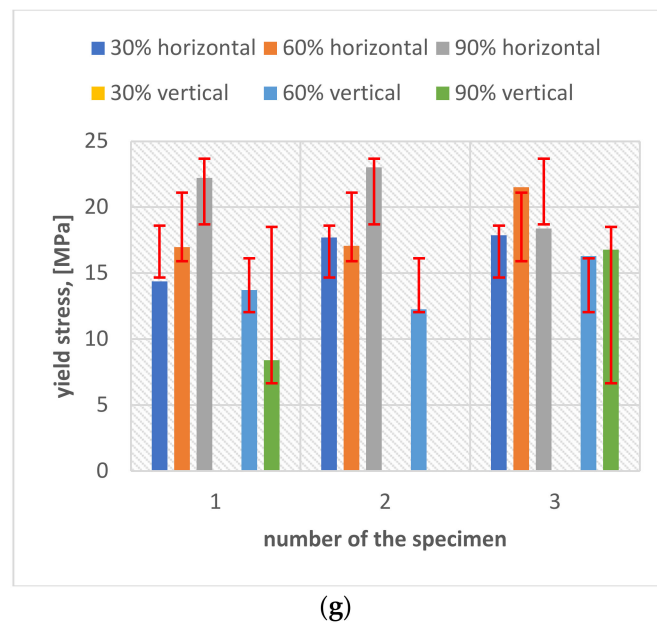 30% horizontal 60% horizontal 90% horizontal
30% vertical 60% vertical 90% vertical
25
20
15
10
5
0
yield stress, [MPa]
1 2 3
number of the specimen
(g)